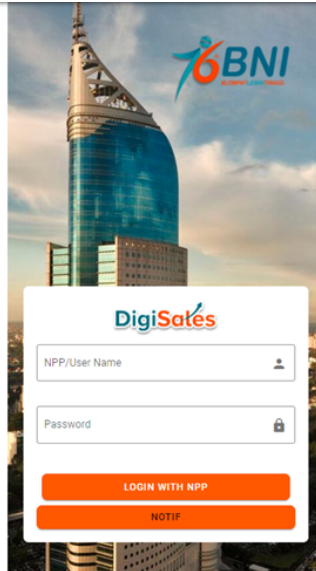 76 BNI
DigiSales
NPP/User Name
Password
LOGIN WITH NPP
NOTIF